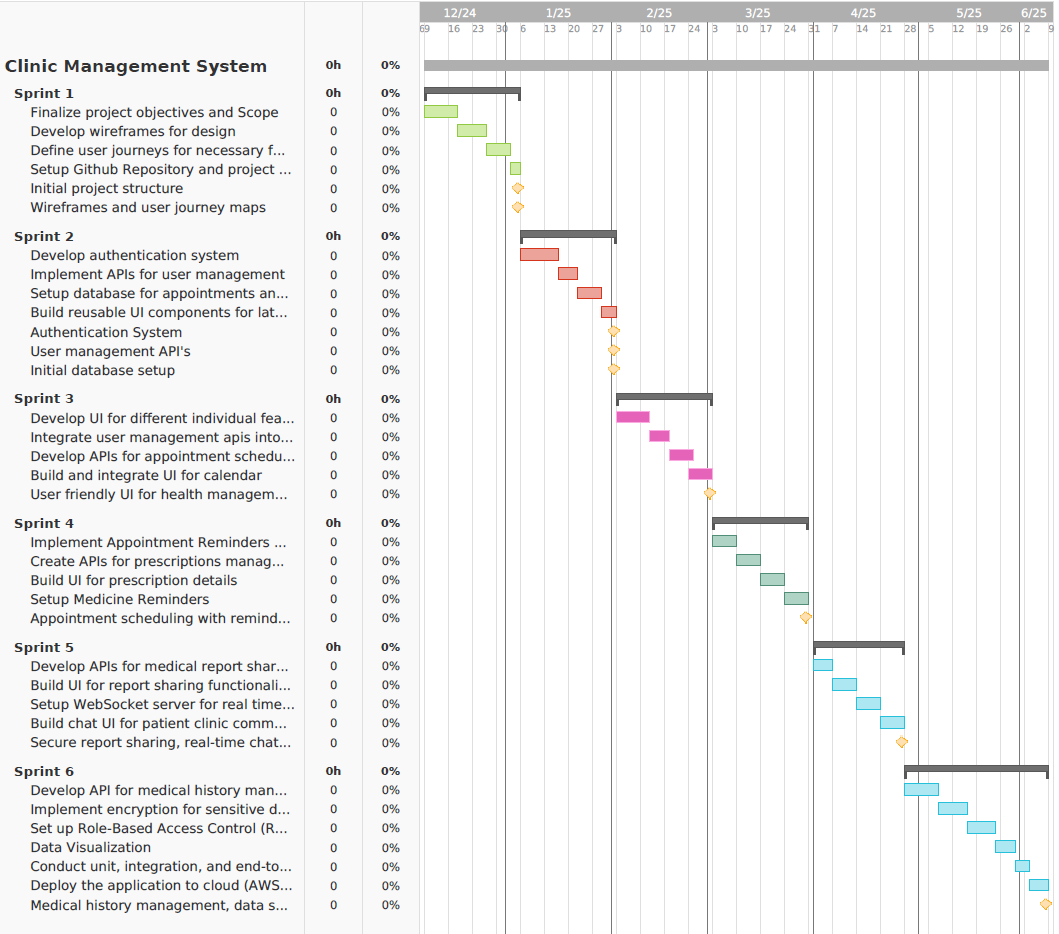 12/24 1/25 2/25 3/25 4/25 5/25 6/25
9 16 23 30 6 13 20 27 3 10 17 24 3 10 17 24 31 7 14 21 28 5 12 19 26 2 9
Clinic Management System 0h 0%
Sprint 1 0h 0%
Finalize project objectives and Scope 0 0%
Develop wireframes for design 0 0%
Define user journeys for necessary f... 0 0%
Setup Github Repository and project ... 0 0%
Initial project structure 0 0%
Wireframes and user journey maps 0 0%
Sprint 2 0h 0%
Develop authentication system 0 0%
Implement APIs for user management 0 0%
Setup database for appointments an... 0 0%
Build reusable UI components for lat... 0 0%
Authentication System 0 0%
User management API's 0 0%
Initial database setup 0 0%
Sprint 3 0h 0%
Develop UI for different individual fea... 0 0%
Integrate user management apis into... 0 0%
Develop APIs for appointment schedu... 0 0%
Build and integrate UI for calendar 0 0%
User friendly UI for health managem... 0 0%
Sprint 4 0h 0%
Implement Appointment Reminders ... 0 0%
Create APIs for prescriptions manag... 0 0%
Build UI for prescription details 0 0%
Setup Medicine Reminders 0 0%
Appointment scheduling with remind... 0 0%
Sprint 5 0h 0%
Develop APIs for medical report shar... 0 0%
Build UI for report sharing functionali... 0 0%
Setup WebSocket server for real time... 0 0%
Build chat UI for patient clinic comm... 0 0%
Secure report sharing, real-time chat... 0 0%
Sprint 6 0h 0%
Develop API for medical history man... 0 0%
Implement encryption for sensitive d... 0 0%
Set up Role-Based Access Control (R... 0 0%
Data Visualization 0 0%
Conduct unit, integration, and end-to... 0 0%
Deploy the application to cloud (AWS... 0 0%
Medical history management, data s... 0 0%